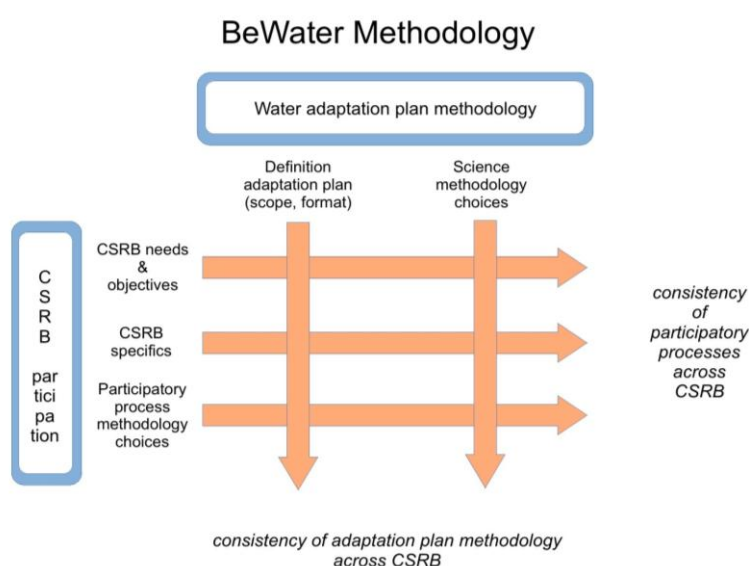 BeWater Methodology
Water adaptation plan methodology
Definition
adaptation plan
(scope, format)
Science
methodology
choices
C
S
R
B
par
tici
pa
tion
CSRB needs
&
objectives
CSRB
specifics
Participatory
process
methodology
choices
consistency
of
participatory
processes
across
CSRB
consistency of adaptation plan methodology
across CSRB